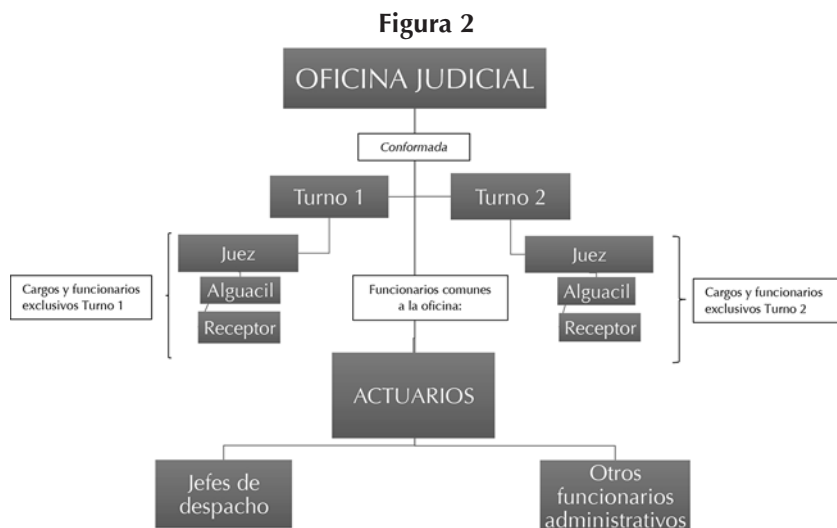 Figura 2
OFICINA JUDICIAL
Conformada
Turno 1
Turno 2
Juez
Alguacil
Receptor
Cargos y funcionarios
exclusivos Turno 1
Funcionarios comunes
a la oficina:
Juez
Alguacil
Receptor
Cargos y funcionarios
exclusivos Turno 2
ACTUARIOS
Jefes de
despacho
Otros
funcionarios
administrativos